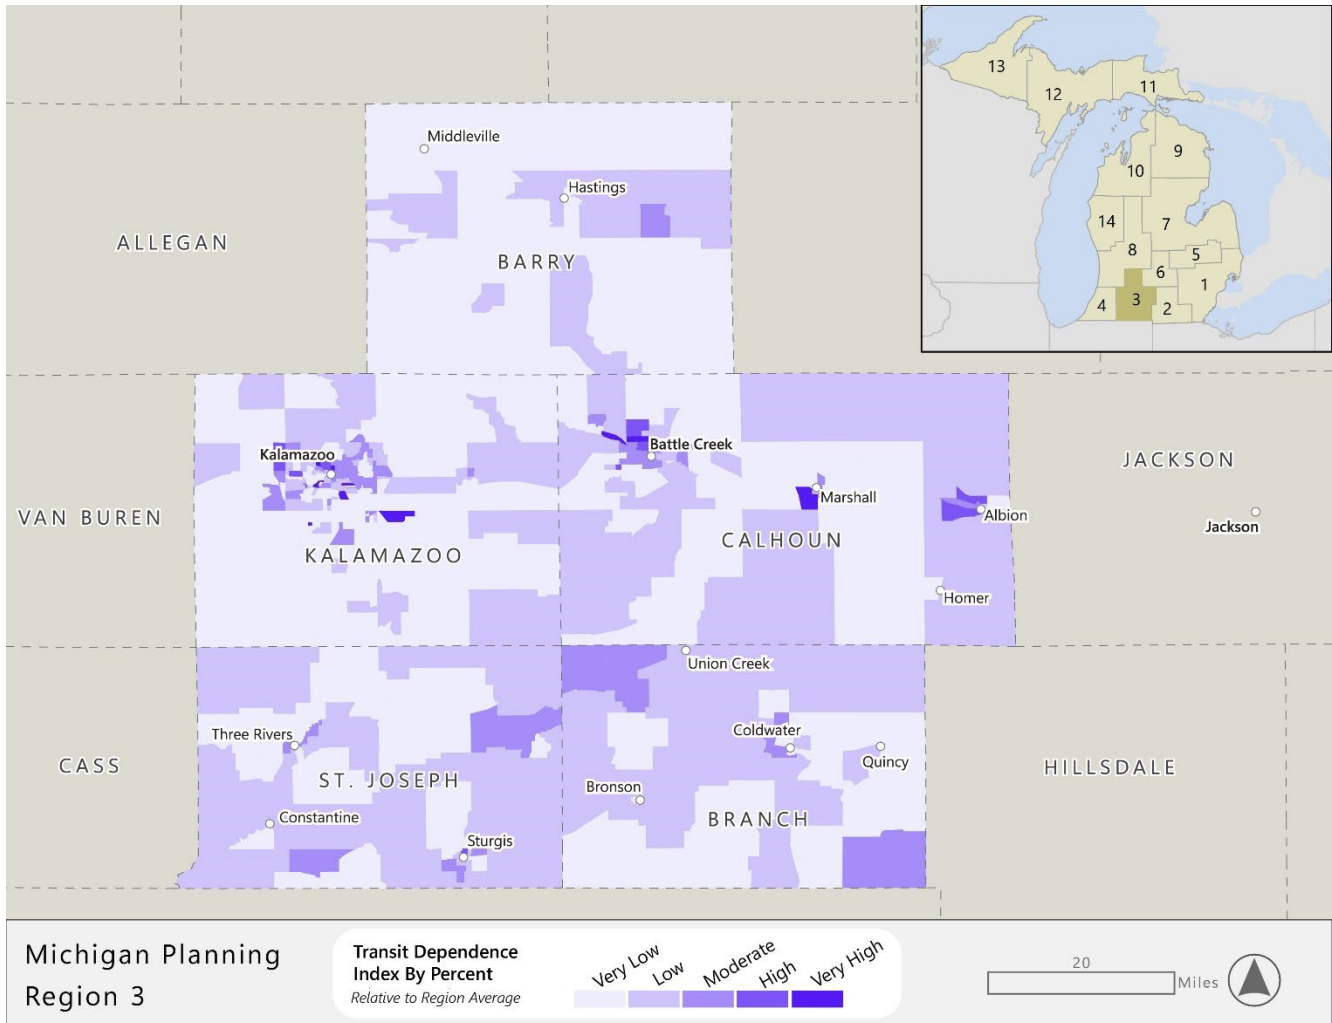 13
12
11
9
10
14
7
8
5
6
1
4
3
2
Middleville
Hastings
ALLEGAN
BARRY
Kalamazoo
Battle Creek
JACKSON
Marshall
VAN BUREN
Albion
Jackson
KALAMAZOO
CALHOUN
Homer
Union Creek
Three Rivers
Coldwater
CASS
ST. JOSEPH
Quincy
HILLSDALE
Bronson
Constantine
BRANCH
Sturgis
Michigan Planning
Region 3
Transit Dependence
Index By Percent
Relative to Region Average
Very Low
Low
Moderate
High
Very High
20
Miles